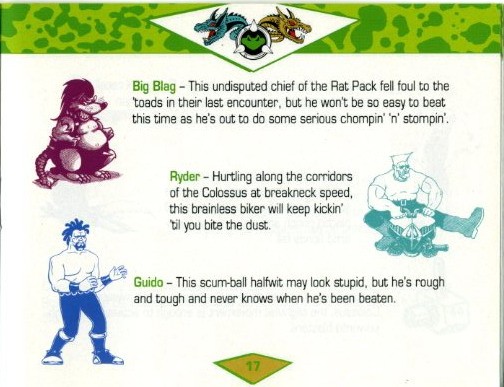 Big Blag – This undisputed chief of the Rat Pack fell foul to the
'toads in their last encounter, but he won't be so easy to beat
this time as he's out to do some serious chompin' 'n' stompin'.
Ryder – Hurtling along the corridors
of the Colossus at breakneck speed,
this brainless biker will keep kickin'
'til you bite the dust.
Guido – This scum-ball halfwit may look stupid, but he's rough
and tough and never knows when he's been beaten.
17